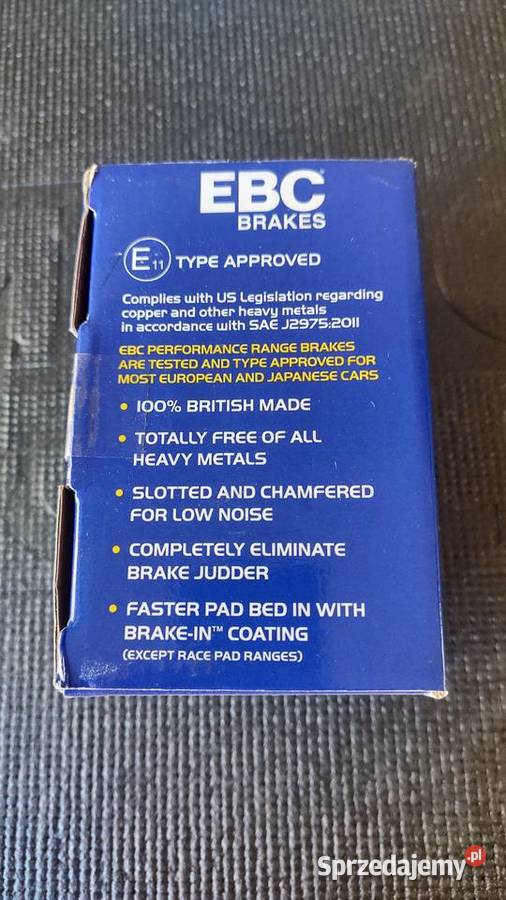 EBC
BRAKES
E11 TYPE APPROVED
Complies with US Legislation regarding
copper and other heavy metals
in accordance with SAE J2975:2011
EBC PERFORMANCE RANGE BRAKES
ARE TESTED AND TYPE APPROVED FOR
MOST EUROPEAN AND JAPANESE CARS
• 100% BRITISH MADE
• TOTALLY FREE OF ALL
HEAVY METALS
• SLOTTED AND CHAMFERED
FOR LOW NOISE
• COMPLETELY ELIMINATE
BRAKE JUDDER
• FASTER PAD BED IN WITH
BRAKE-IN™ COATING
(EXCEPT RACE PAD RANGES)
Sprzedajemy.pl